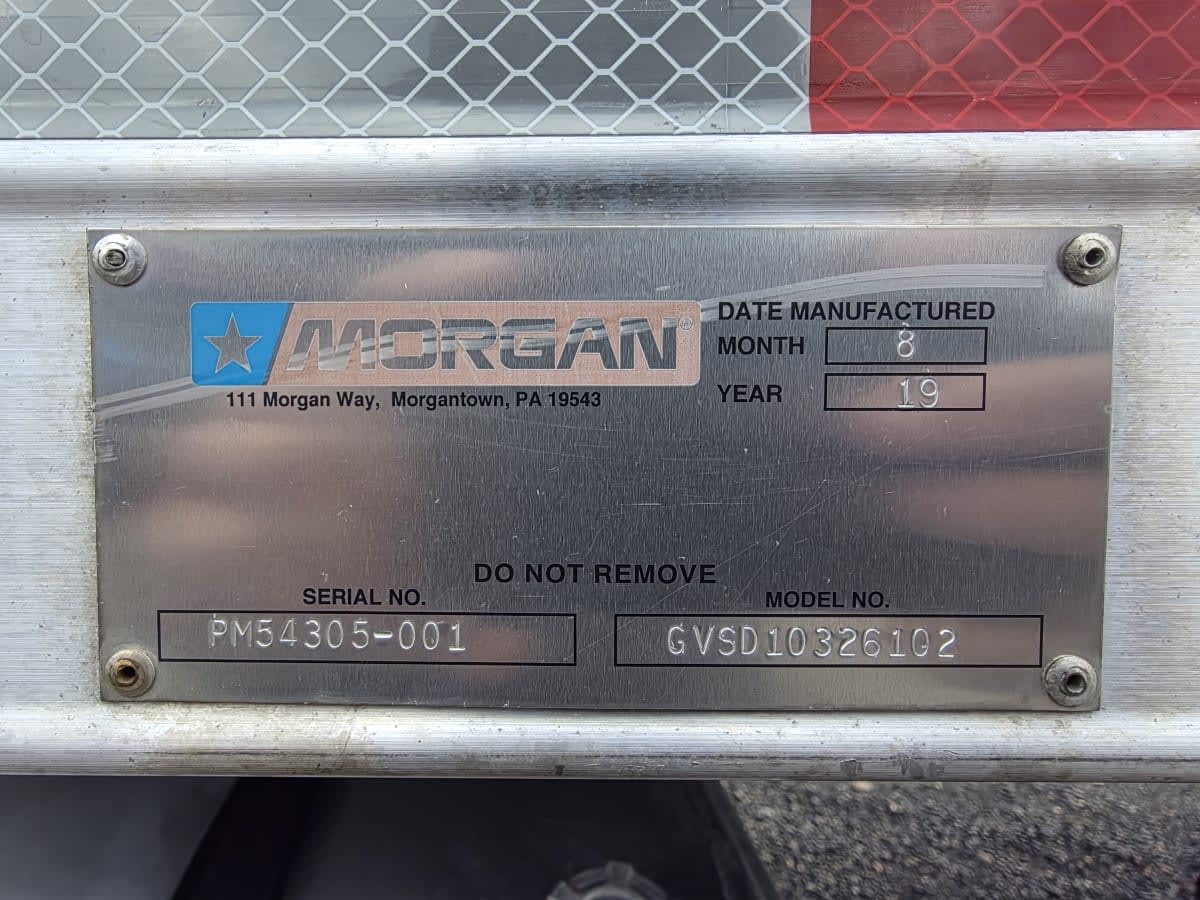 MORGAN®
111 Morgan Way, Morgantown, PA 19543
DATE MANUFACTURED
MONTH 8
YEAR 19
DO NOT REMOVE
SERIAL NO.
PM54305-001
MODEL NO.
GVSD10326102